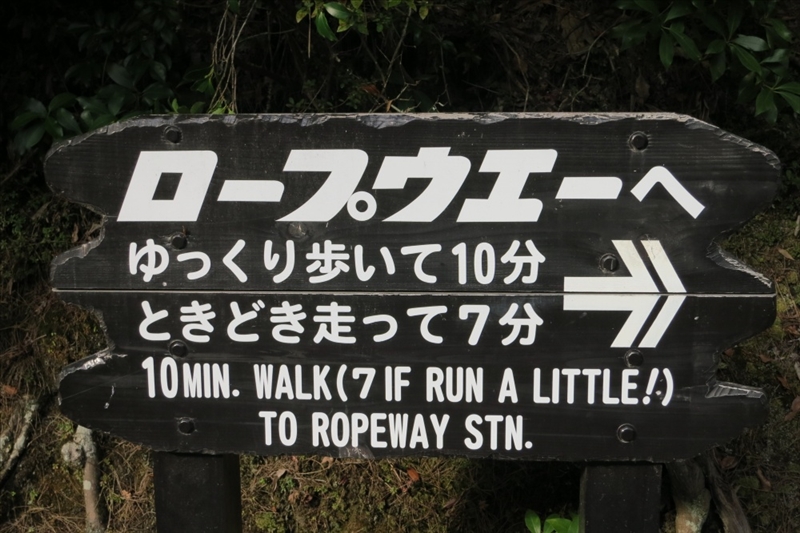 ロープウエーへ
ゆっくり歩いて10分
ときどき走って7分
10MIN. WALK(7 IF RUN A LITTLE!)
TO ROPEWAY STN.